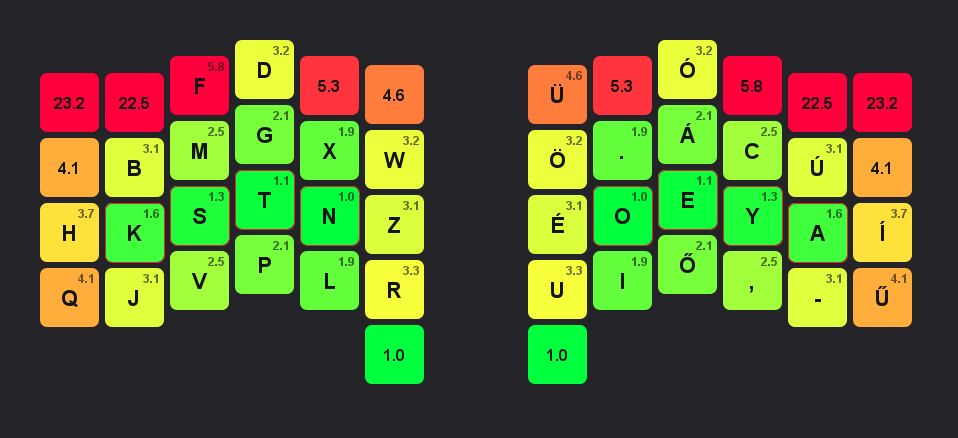 23.2 22.5 F 5.8 D 3.2 5.3 4.6
4.1 B 3.1 M 2.5 G 2.1 X 1.9 W 3.2
H 3.7 K 1.6 S 1.3 T 1.1 N 1.0 Z 3.1
Q 4.1 J 3.1 V 2.5 P 2.1 L 1.9 R 3.3
1.0
Ü 4.6 5.3 Ó 3.2 5.8 22.5 23.2
Ö 3.2 . 1.9 Á 2.1 C 2.5 Ú 3.1 4.1
É 3.1 O 1.0 E 1.1 Y 1.3 A 1.6 Í 3.7
U 3.3 I 1.9 Ő 2.1 , 2.5 - 3.1 Ű 4.1
1.0